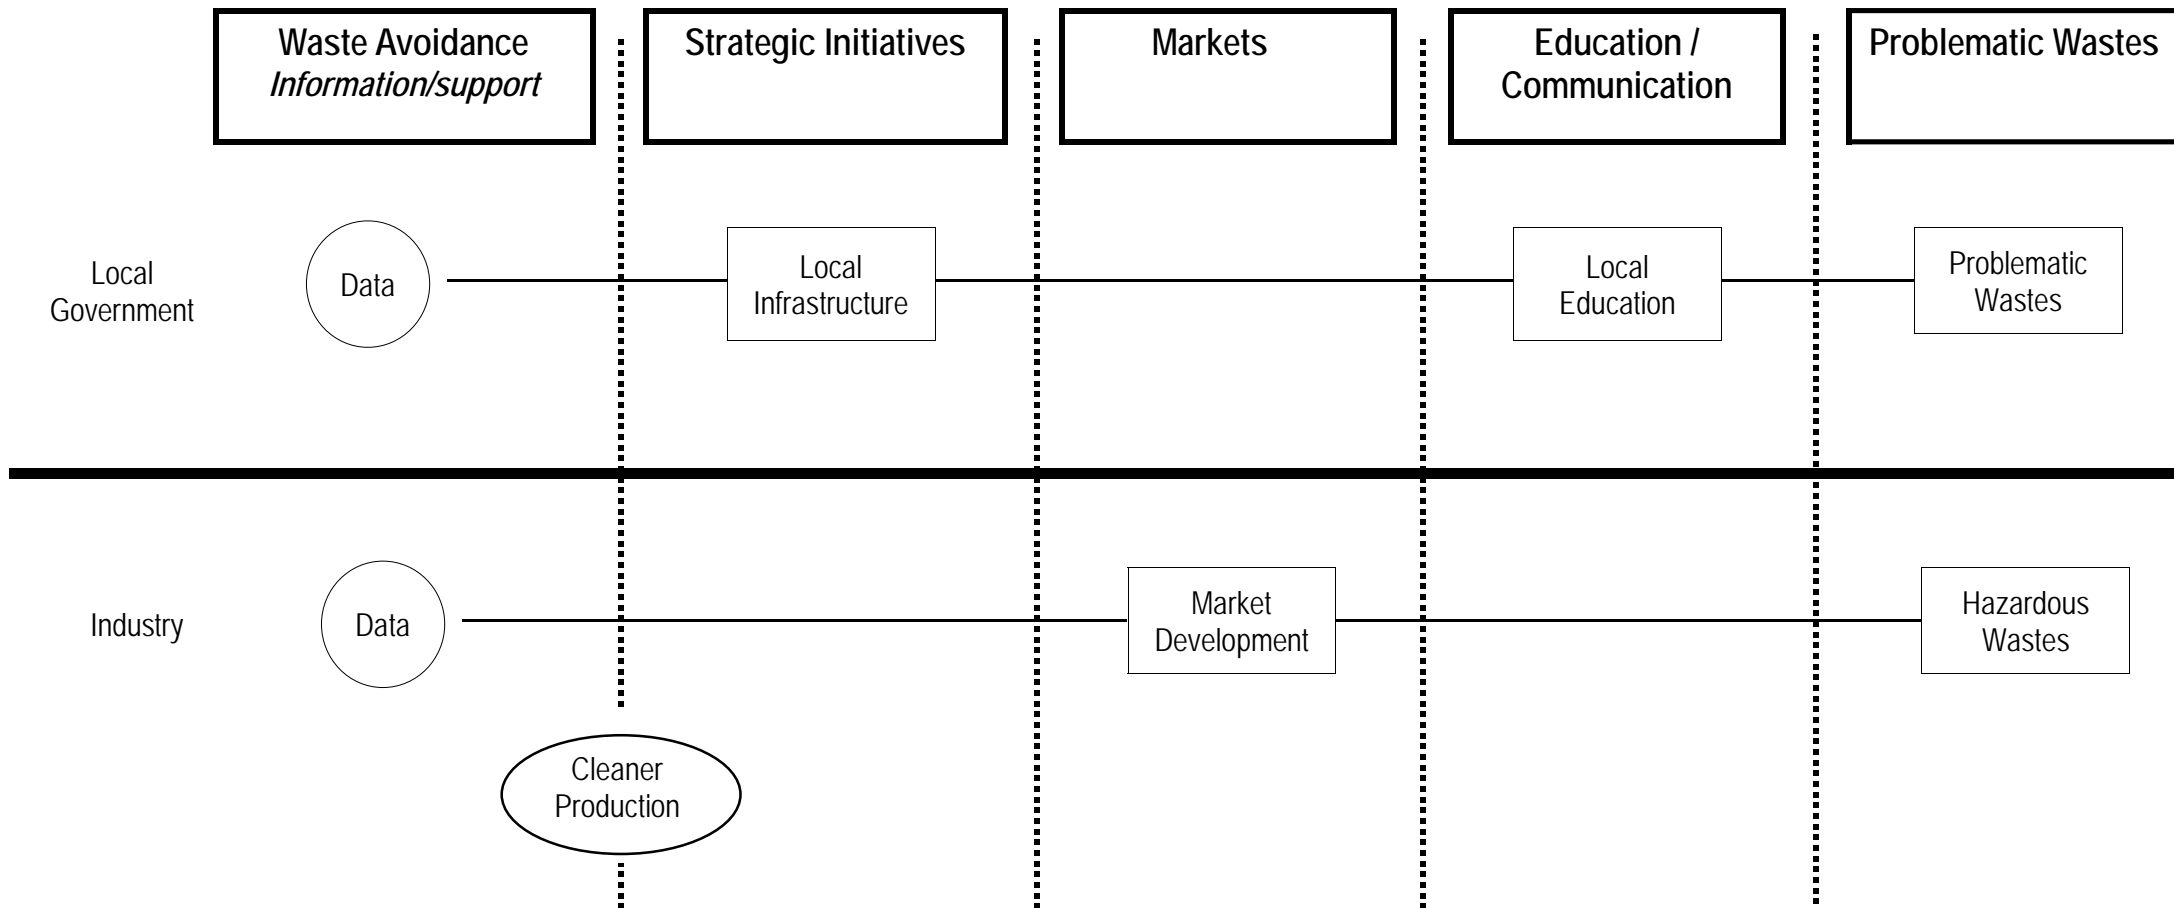 Waste Avoidance
Information/support
Strategic Initiatives
Markets
Education /
Communication
Problematic Wastes
Local
Government
Data
Local
Infrastructure
Local
Education
Problematic
Wastes
Industry
Data
Market
Development
Hazardous
Wastes
Cleaner
Production